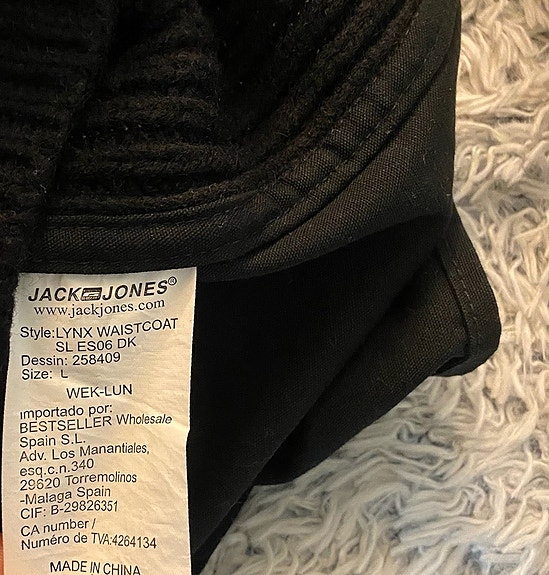 JACK JONES®
www.jackjones.com
Style:LYNX WAISTCOAT
SL ES06 DK
Dessin: 258409
Size: L
WEK-LUN
Importado por:
BESTSELLER Wholesale
Spain S.L.
Adv. Los Manantiales,
esq.c.n.340
29620 Torremolinos
-Malaga Spain
CIF: B-29826351
CA number /
Numéro de TVA:4264134
MADE IN CHINA